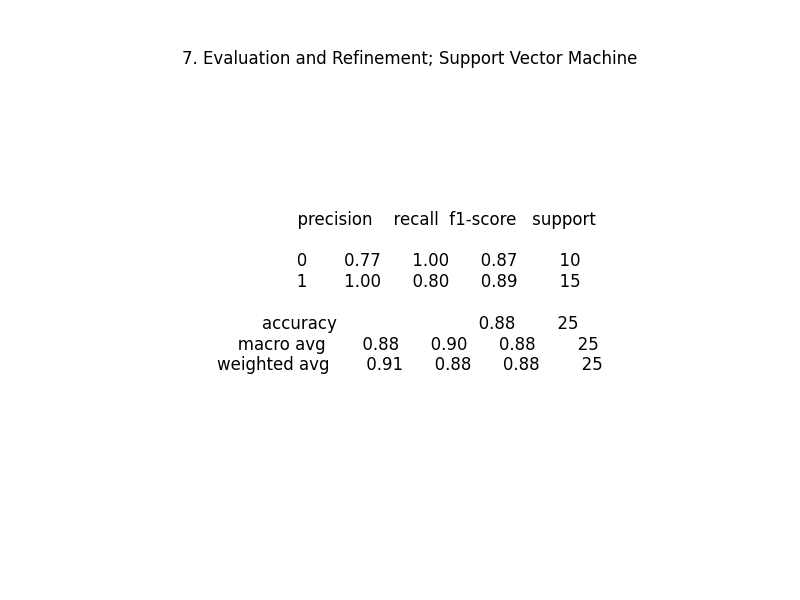 7. Evaluation and Refinement; Support Vector Machine
precision recall f1-score support
0 0.77 1.00 0.87 10
1 1.00 0.80 0.89 15
accuracy 0.88 25
macro avg 0.88 0.90 0.88 25
weighted avg 0.91 0.88 0.88 25